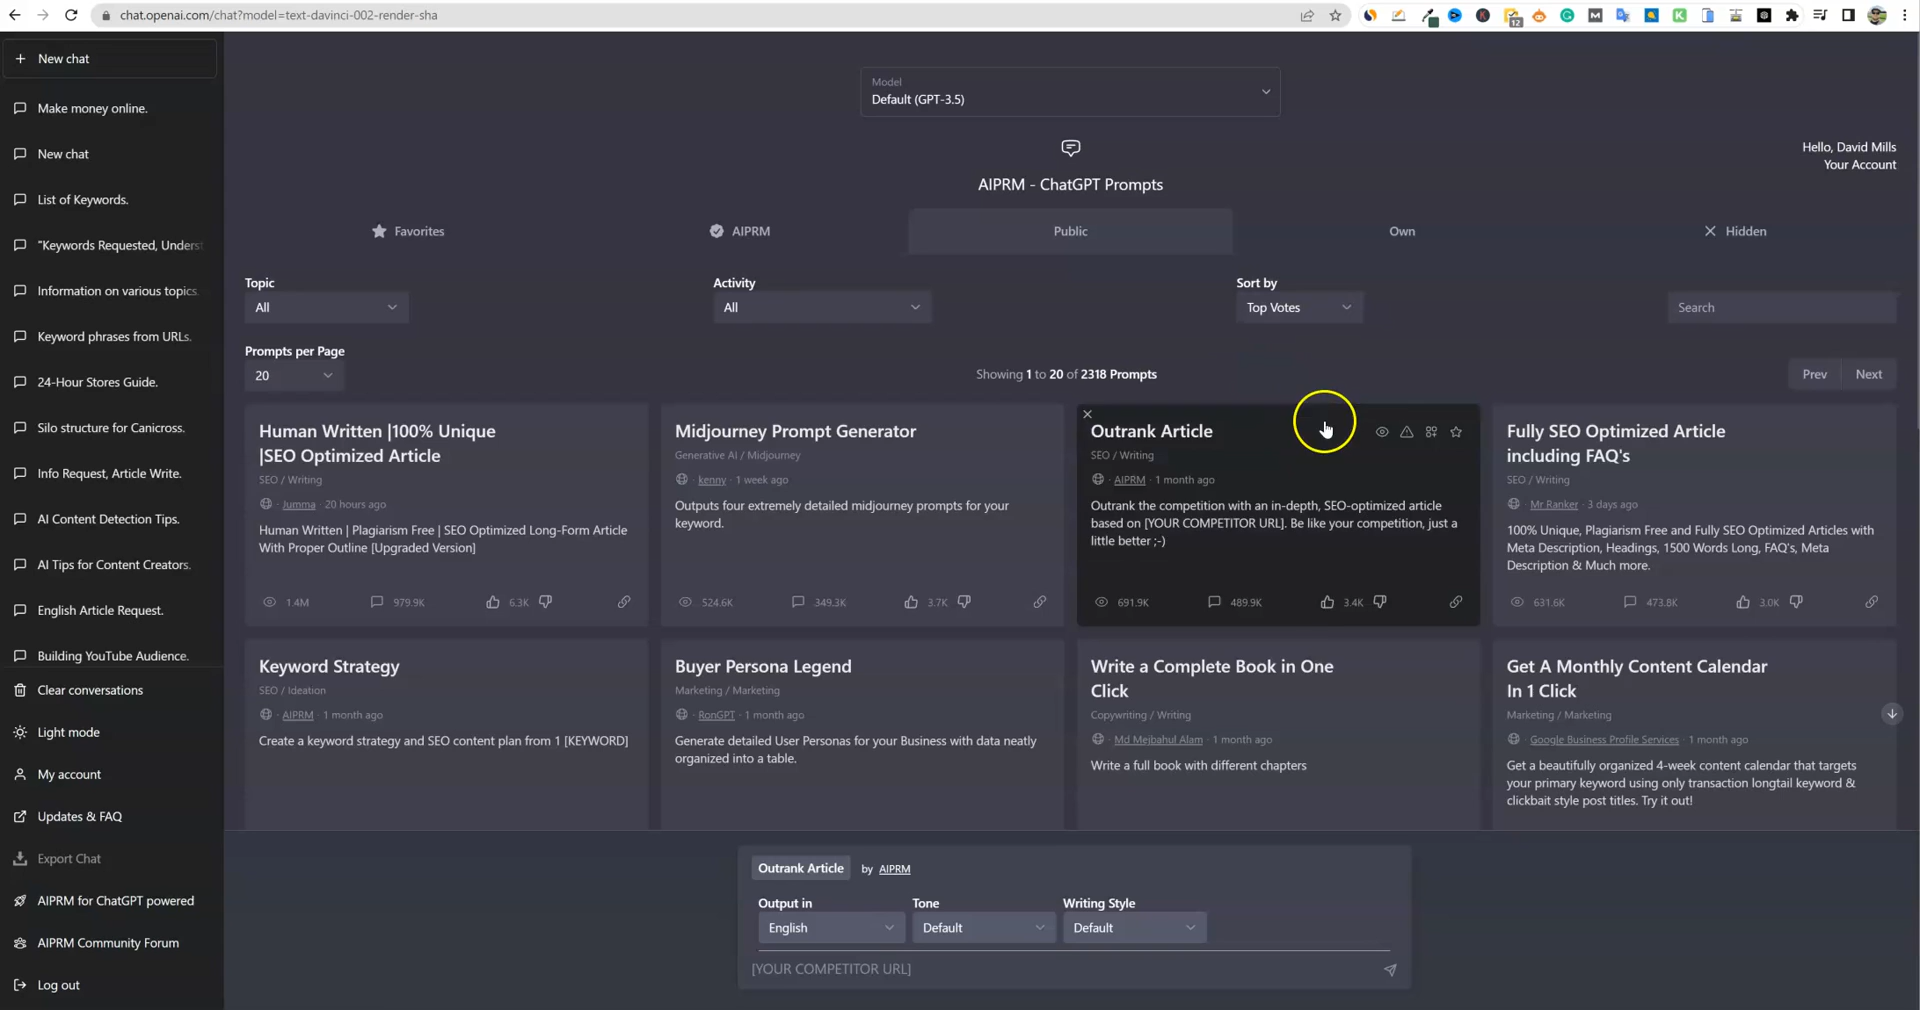 chat.openai.com/chat?model=text-davinci-002-render-sha
12
New chat
Make money online.
New chat
List of Keywords.
"Keywords Requested, Underst
Information on various topics.
Keyword phrases from URLs.
24-Hour Stores Guide.
Silo structure for Canicross.
Info Request, Article Write.
AI Content Detection Tips.
AI Tips for Content Creators.
English Article Request.
Building YouTube Audience.
Clear conversations
Light mode
My account
Updates & FAQ
Export Chat
AIPRM for ChatGPT powered
AIPRM Community Forum
Log out
Model
Default (GPT-3.5)
Hello, David Mills
Your Account
AIPRM - ChatGPT Prompts
Favorites
AIPRM
Public
Own
Hidden
Topic
All
Activity
All
Sort by
Top Votes
Search
Prompts per Page
20
Showing 1 to 20 of 2318 Prompts
Prev
Next
Human Written |100% Unique
|SEO Optimized Article
SEO / Writing
· Jumma · 20 hours ago
Human Written | Plagiarism Free | SEO Optimized Long-Form Article
With Proper Outline [Upgraded Version]
1.4M
979.9K
6.3K
Midjourney Prompt Generator
Generative AI / Midjourney
· kenny · 1 week ago
Outputs four extremely detailed midjourney prompts for your
keyword.
524.6K
349.3K
3.7K
Outrank Article
SEO / Writing
· AIPRM · 1 month ago
Outrank the competition with an in-depth, SEO-optimized article
based on [YOUR COMPETITOR URL]. Be like your competition, just a
little better ;-)
691.9K
489.9K
3.4K
Fully SEO Optimized Article
including FAQ's
SEO / Writing
· Mr Ranker · 3 days ago
100% Unique, Plagiarism Free and Fully SEO Optimized Articles with
Meta Description, Headings, 1500 Words Long, FAQ's, Meta
Description & Much more.
631.6K
473.8K
3.0K
Keyword Strategy
SEO / Ideation
· AIPRM · 1 month ago
Create a keyword strategy and SEO content plan from 1 [KEYWORD]
Buyer Persona Legend
Marketing / Marketing
· RonGPT · 1 month ago
Generate detailed User Personas for your Business with data neatly
organized into a table.
Write a Complete Book in One
Click
Copywriting / Writing
· Md Mejbahul Alam · 1 month ago
Write a full book with different chapters
Get A Monthly Content Calendar
In 1 Click
Marketing / Marketing
· Google Business Profile Services · 1 month ago
Get a beautifully organized 4-week content calendar that targets
your primary keyword using only transaction longtail keyword &
clickbait style post titles. Try it out!
Outrank Article by AIPRM
Output in
English
Tone
Default
Writing Style
Default
[YOUR COMPETITOR URL]